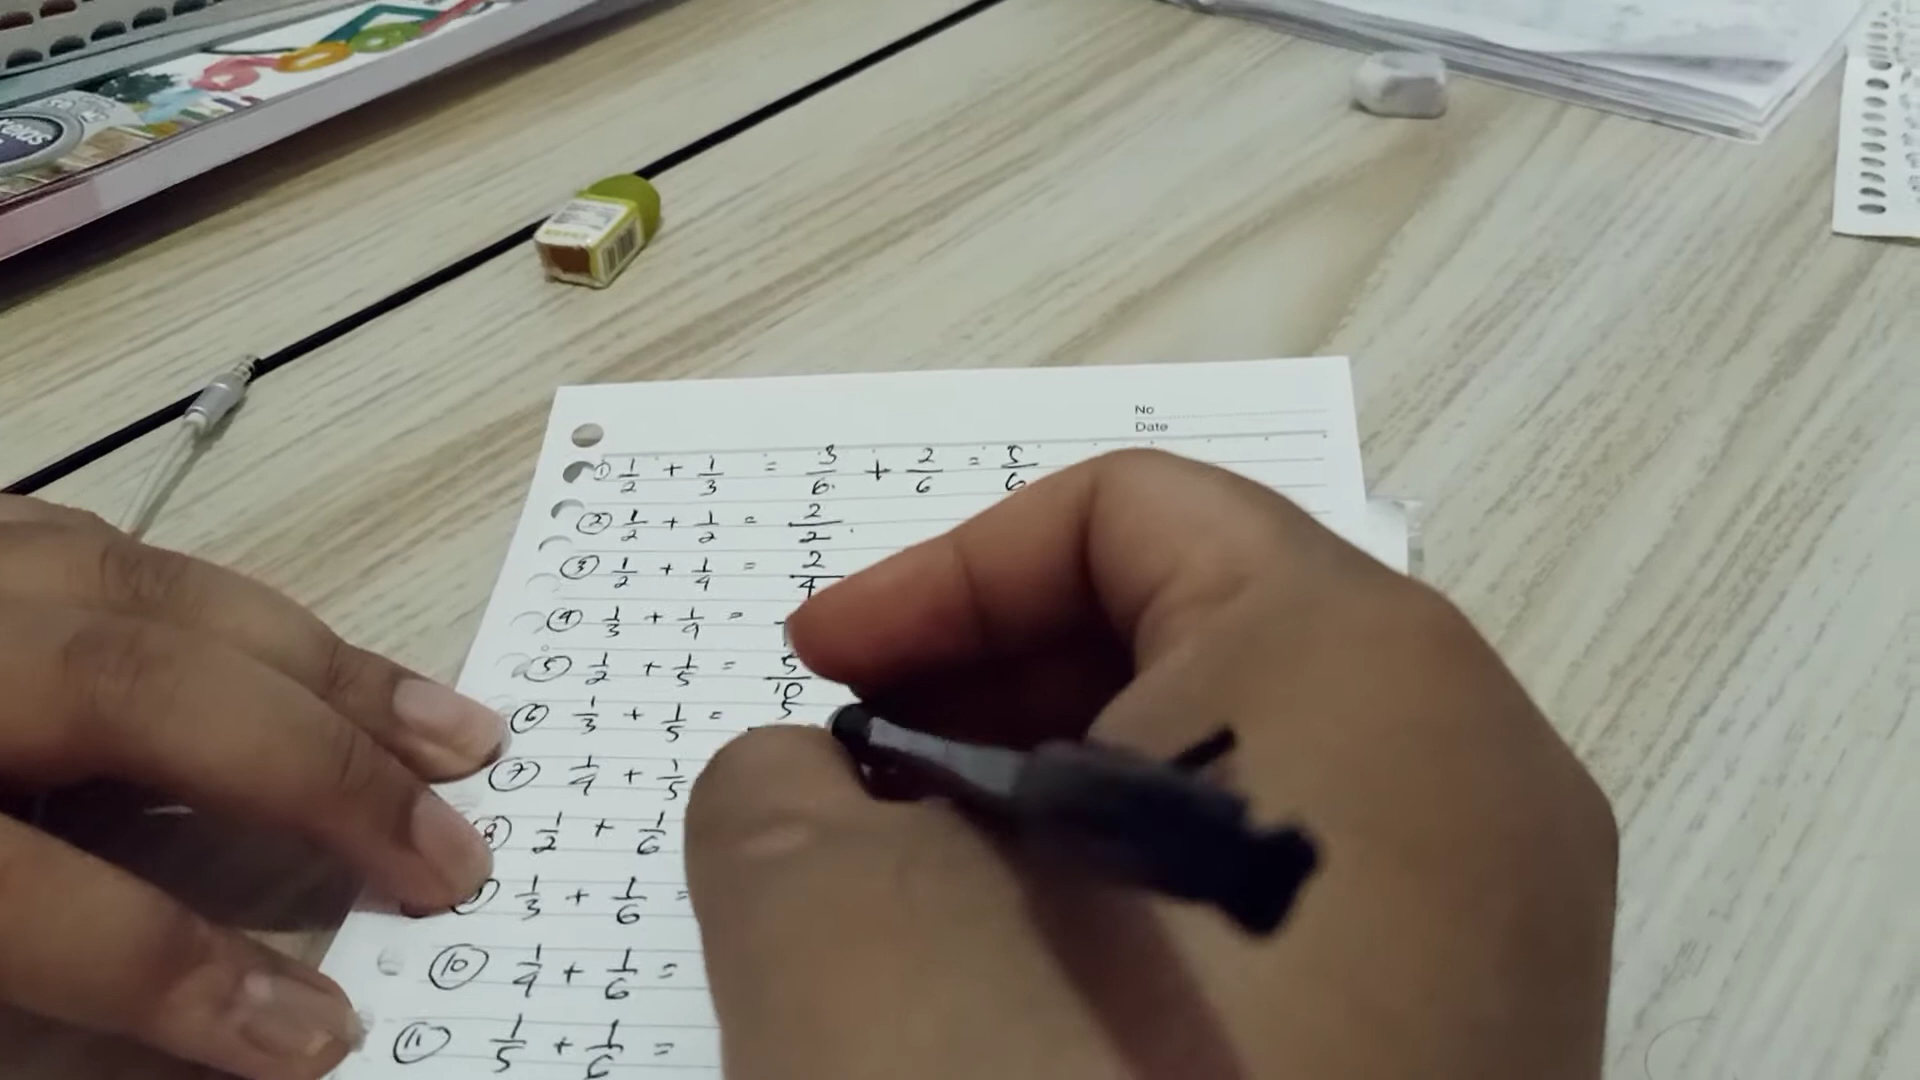 No
Date
① 1/2 + 1/3 = 3/6 + 2/6 = 5/6
② 1/2 + 1/2 = 2/2
③ 1/2 + 1/4 = 2/4
④ 1/3 + 1/4 =
⑤ 1/2 + 1/5 = 5/10
⑥ 1/3 + 1/5 = 5
⑦ 1/4 + 1/5
⑧ 1/2 + 1/6
1/3 + 1/6 =
⑩ 1/4 + 1/6 =
⑪ 1/5 + 1/6 =